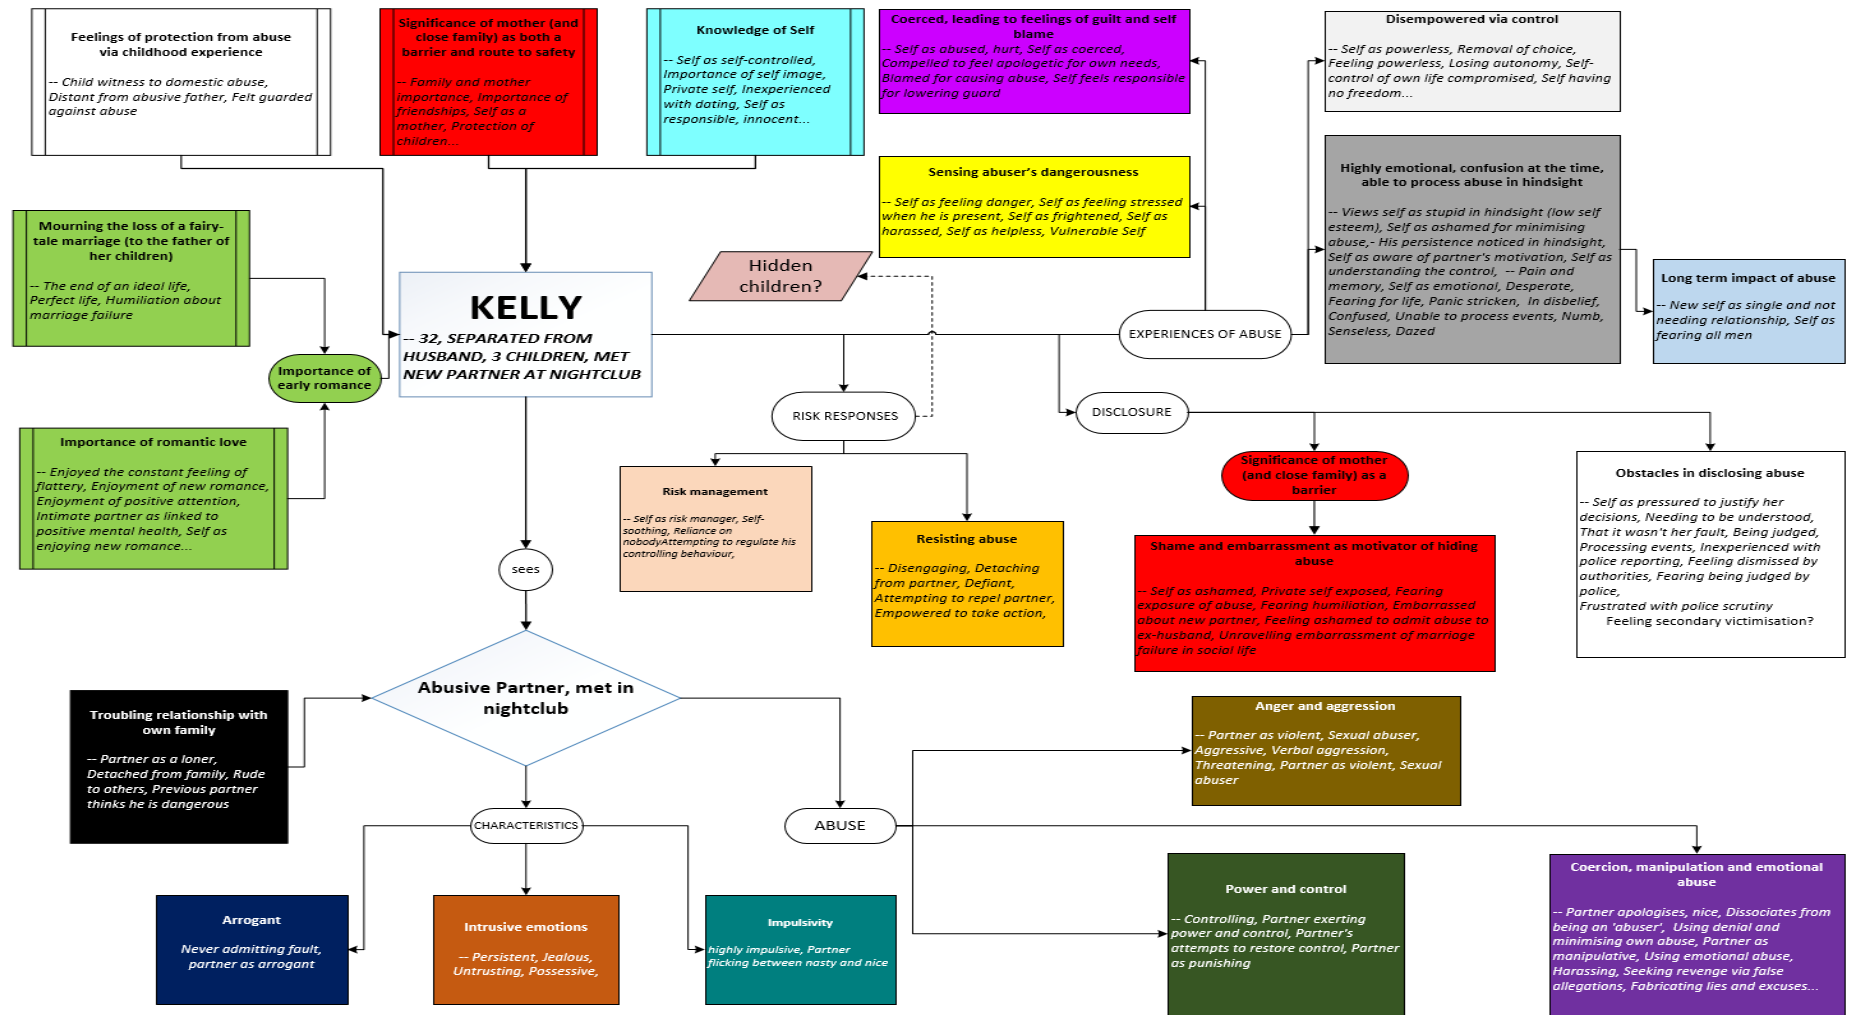 Feelings of protection from abuse
via childhood experience
-- Child witness to domestic abuse,
Distant from abusive father, Felt guarded
against abuse
Significance of mother (and
close family) as both a
barrier and route to safety
-- Family and mother
importance, Importance of
friendships, Self as a
mother, Protection of
children...
Knowledge of Self
-- Self as self-controlled,
Importance of self image,
Private self, Inexperienced
with dating, Self as
responsible, innocent...
Coerced, leading to feelings of guilt and self
blame
-- Self as abused, hurt, Self as coerced,
Compelled to feel apologetic for own needs,
Blamed for causing abuse, Self feels responsible
for lowering guard
Disempowered via control
-- Self as powerless, Removal of choice,
Feeling powerless, Losing autonomy, Self-
control of own life compromised, Self having
no freedom...
Sensing abuser's dangerousness
-- Self as feeling danger, Self as feeling stressed
when he is present, Self as frightened, Self as
harassed, Self as helpless, Vulnerable Self
Highly emotional, confusion at the time,
able to process abuse in hindsight
-- Views self as stupid in hindsight (low self
esteem), Self as ashamed for minimising
abuse,- His persistence noticed in hindsight,
Self as aware of partner's motivation, Self as
understanding the control, -- Pain and
memory, Self as emotional, Desperate,
Fearing for life, Panic stricken, In disbelief,
Confused, Unable to process events, Numb,
Senseless, Dazed
Long term impact of abuse
-- New self as single and not
needing relationship, Self as
fearing all men
Mourning the loss of a fairy-
tale marriage (to the father of
her children)
-- The end of an ideal life,
Perfect life, Humiliation about
marriage failure
Hidden
children?
KELLY
-- 32, SEPARATED FROM
HUSBAND, 3 CHILDREN, MET
NEW PARTNER AT NIGHTCLUB
EXPERIENCES OF ABUSE
Importance of
early romance
RISK RESPONSES
DISCLOSURE
Importance of romantic love
-- Enjoyed the constant feeling of
flattery, Enjoyment of new romance,
Enjoyment of positive attention,
Intimate partner as linked to
positive mental health, Self as
enjoying new romance...
Significance of mother
(and close family) as a
barrier
Risk management
-- Self as risk manager, Self-
soothing, Reliance on
nobodyAttempting to regulate his
controlling behaviour,
Resisting abuse
-- Disengaging, Detaching
from partner, Defiant,
Attempting to repel partner,
Empowered to take action,
Shame and embarrassment as motivator of hiding
abuse
-- Self as ashamed, Private self exposed, Fearing
exposure of abuse, Fearing humiliation, Embarrassed
about new partner, Feeling ashamed to admit abuse to
ex-husband, Unravelling embarrassment of marriage
failure in social life
Obstacles in disclosing abuse
-- Self as pressured to justify her
decisions, Needing to be understood,
That it wasn't her fault, Being judged,
Processing events, Inexperienced with
police reporting, Feeling dismissed by
authorities, Fearing being judged by
police,
Frustrated with police scrutiny
Feeling secondary victimisation?
sees
Abusive Partner, met in
nightclub
Troubling relationship with
own family
-- Partner as a loner,
Detached from family, Rude
to others, Previous partner
thinks he is dangerous
Anger and aggression
-- Partner as violent, Sexual abuser,
Aggressive, Verbal aggression,
Threatening, Partner as violent, Sexual
abuser
CHARACTERISTICS
ABUSE
Arrogant
Never admitting fault,
partner as arrogant
Intrusive emotions
-- Persistent, Jealous,
Untrusting, Possessive,
Impulsivity
highly impulsive, Partner
flicking between nasty and nice
Power and control
-- Controlling, Partner exerting
power and control, Partner's
attempts to restore control, Partner
as punishing
Coercion, manipulation and emotional
abuse
-- Partner apologises, nice, Dissociates from
being an 'abuser', Using denial and
minimising own abuse, Partner as
manipulative, Using emotional abuse,
Harassing, Seeking revenge via false
allegations, Fabricating lies and excuses...